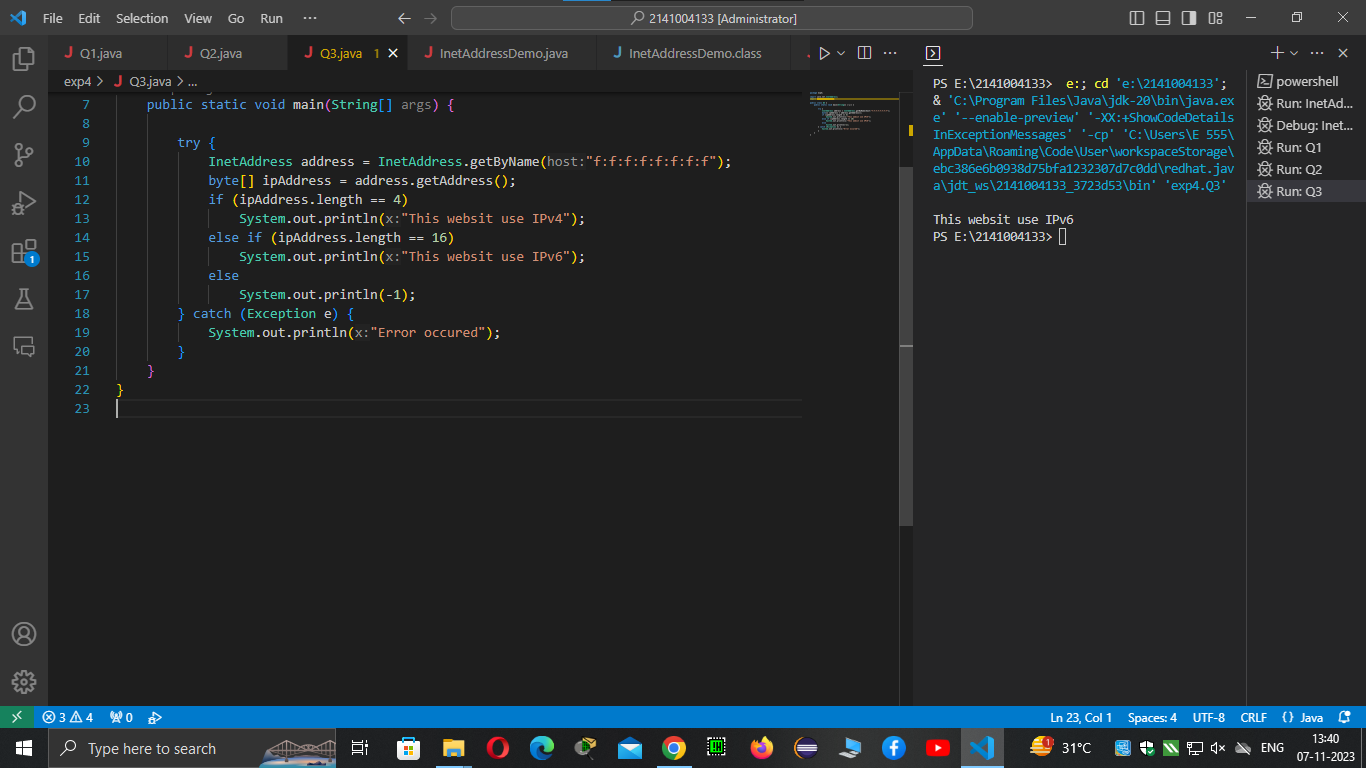 File Edit Selection View Go Run ··· 2141004133 [Administrator]
Q1.java Q2.java Q3.java 1 InetAddressDemo.java InetAddressDemo.class
exp4 > Q3.java > ...
7 public static void main(String[] args) {
8
9 try {
10 InetAddress address = InetAddress.getByName(host:"f:f:f:f:f:f:f:f");
11 byte[] ipAddress = address.getAddress();
12 if (ipAddress.length == 4)
13 System.out.println(x:"This websit use IPv4");
14 else if (ipAddress.length == 16)
15 System.out.println(x:"This websit use IPv6");
16 else
17 System.out.println(-1);
18 } catch (Exception e) {
19 System.out.println(x:"Error occured");
20 }
21 }
22 }
23
PS E:\2141004133> e:; cd 'e:\2141004133';
& 'C:\Program Files\Java\jdk-20\bin\java.ex
e' '--enable-preview' '-XX:+ShowCodeDetails
InExceptionMessages' '-cp' 'C:\Users\E 555\
AppData\Roaming\Code\User\workspaceStorage\
ebc386e6b0938d75bfa1232307d7c0dd\redhat.jav
a\jdt_ws\2141004133_3723d53\bin' 'exp4.Q3'
This websit use IPv6
PS E:\2141004133>
powershell
Run: InetAd...
Debug: Inet...
Run: Q1
Run: Q2
Run: Q3
1
3 4 0 Ln 23, Col 1 Spaces: 4 UTF-8 CRLF {} Java
Type here to search 1 31°C ENG 13:40
07-11-2023